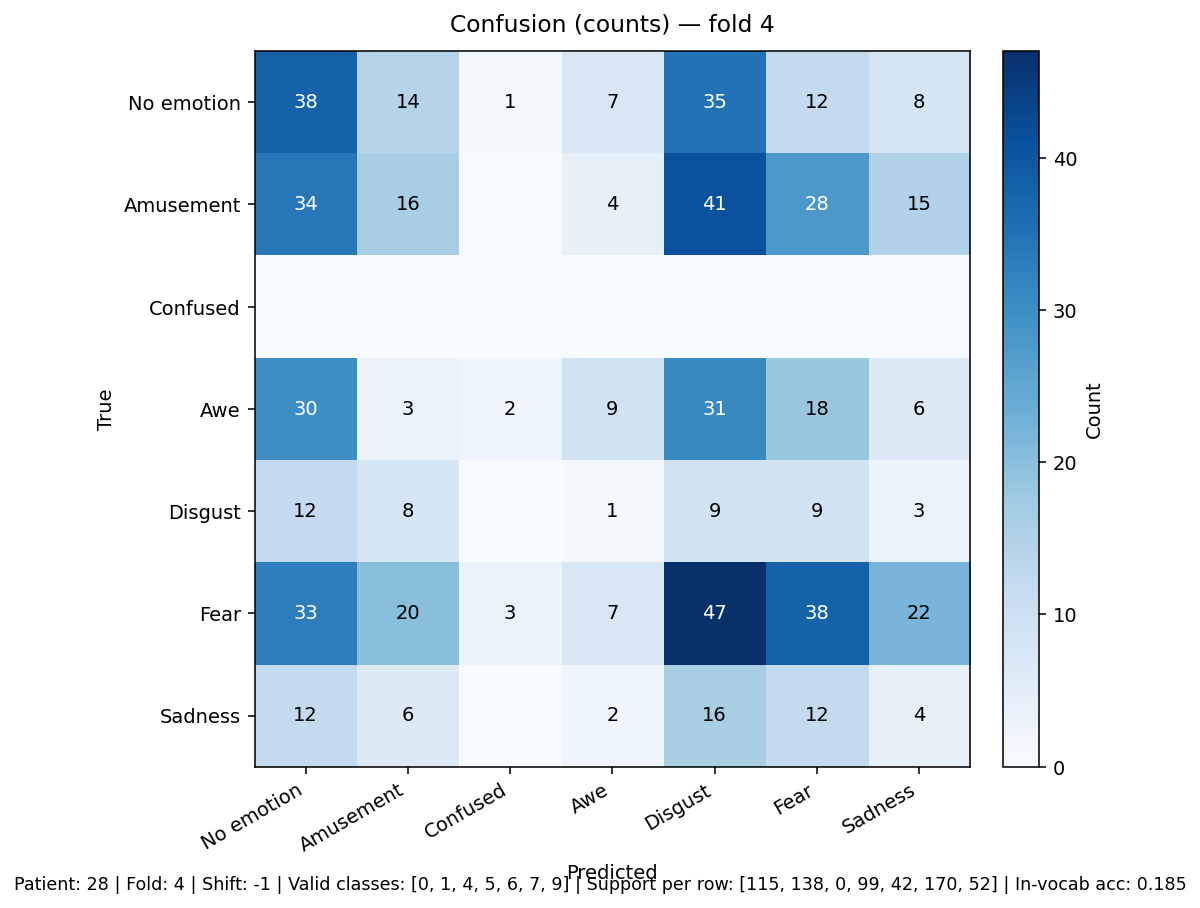 Confusion (counts) — fold 4
No emotion 38 14 1 7 35 12 8
Amusement 34 16 4 41 28 15
Confused
Awe 30 3 2 9 31 18 6
Disgust 12 8 1 9 9 3
Fear 33 20 3 7 47 38 22
Sadness 12 6 2 16 12 4
True
No emotion Amusement Confused Awe Disgust Fear Sadness
Predicted
40
30
20
10
0
Count
Patient: 28 | Fold: 4 | Shift: -1 | Valid classes: [0, 1, 4, 5, 6, 7, 9] | Support per row: [115, 138, 0, 99, 42, 170, 52] | In-vocab acc: 0.185